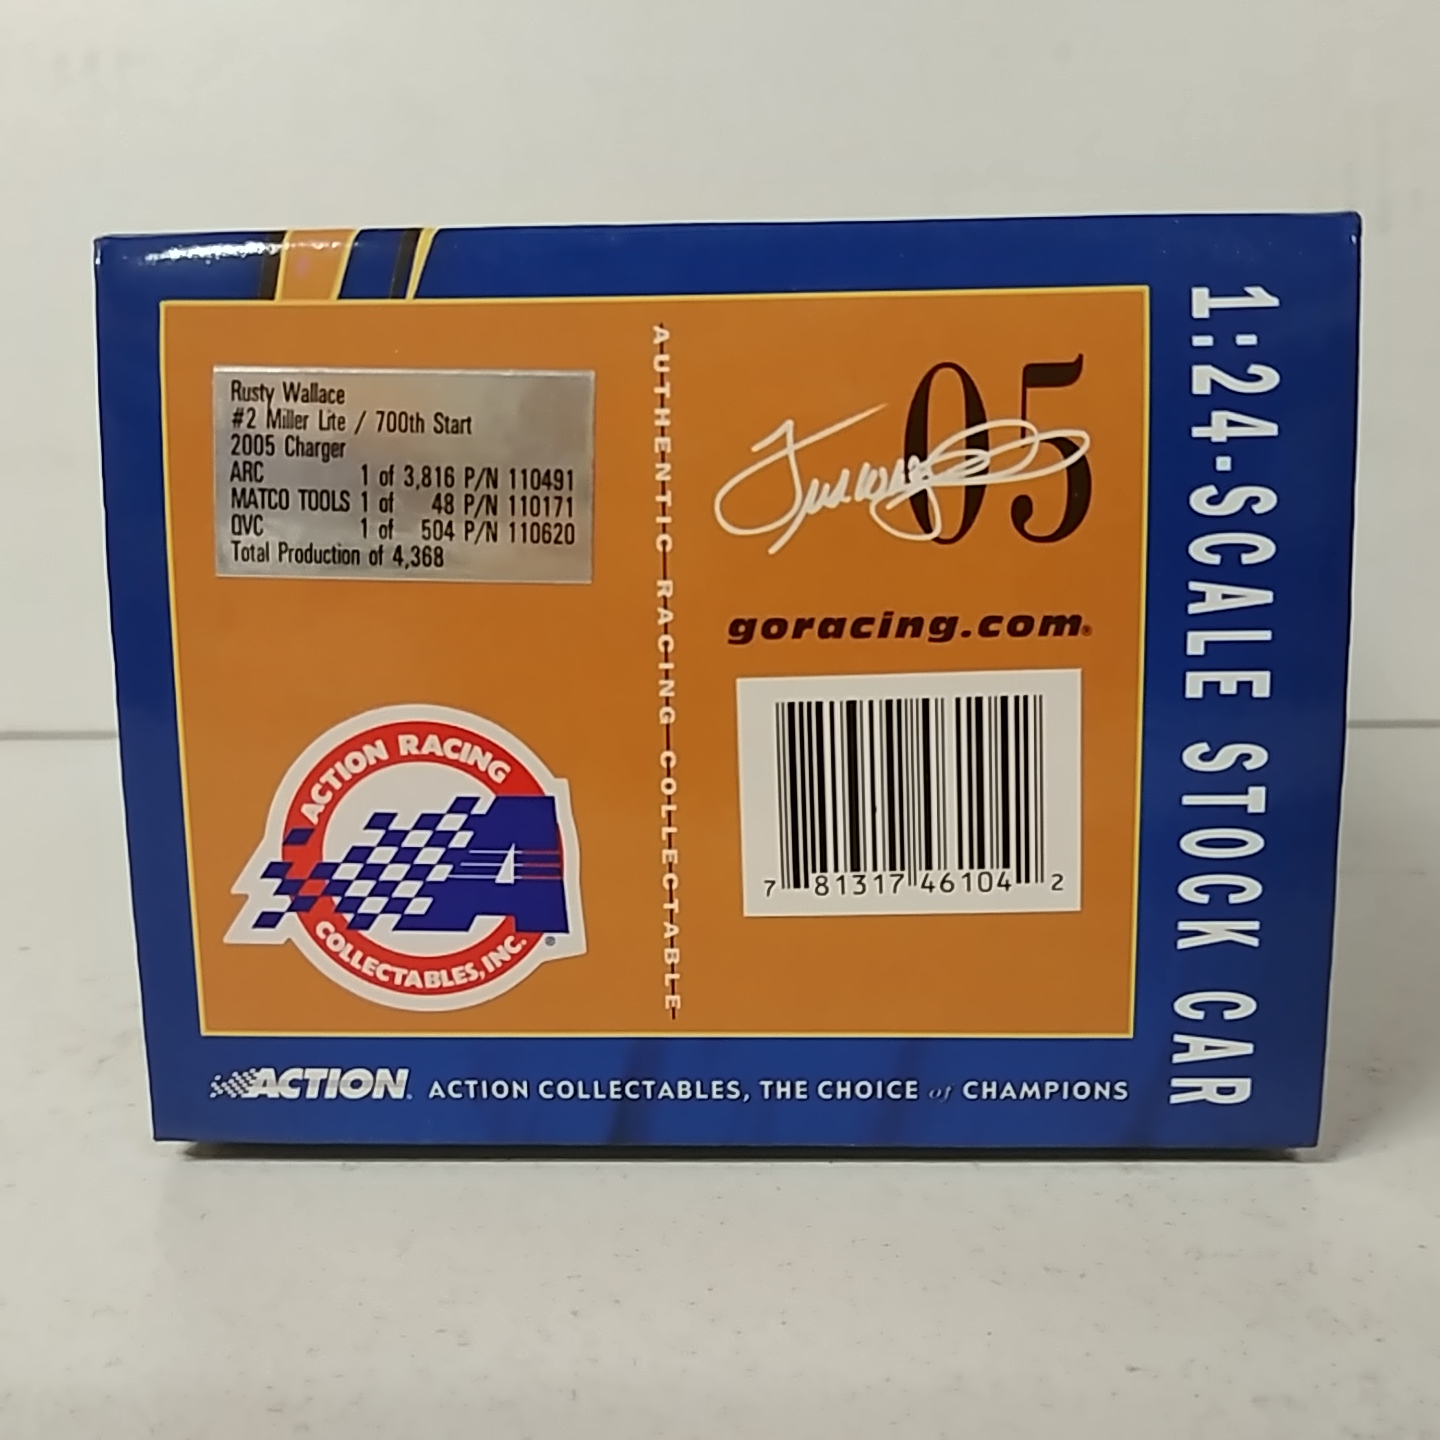 Rusty Wallace
#2 Miller Lite / 700th Start
2005 Charger
ARC 1 of 3,816 P/N 110491
MATCO TOOLS 1 of 48 P/N 110171
QVC 1 of 504 P/N 110620
Total Production of 4,368
ACTION RACING
COLLECTABLES, INC.
®
AUTHENTIC RACING COLLECTABLE
05
goracing.com®
7 81317 46104 2
ACTION ACTION COLLECTABLES, THE CHOICE of CHAMPIONS
1:24-SCALE STOCK CAR